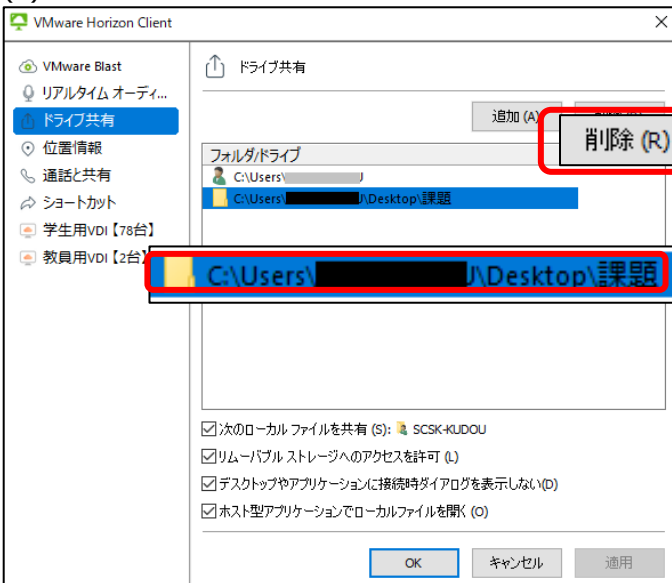 VMware Horizon Client
VMware Blast
リアルタイム オーディ...
ドライブ共有
位置情報
通話と共有
ショートカット
学生用VDI【78台】
教員用VDI【2台】
ドライブ共有
追加 (A)
削除 (R)
フォルダ/ドライブ
C:\Users\
C:\Users\ J\Desktop\課題
C:\Users\ J\Desktop\課題
次のローカル ファイルを共有 (S): SCSK-KUDOU
リムーバブル ストレージへのアクセスを許可 (L)
デスクトップやアプリケーションに接続時ダイアログを表示しない(D)
ホスト型アプリケーションでローカルファイルを開く (O)
OK
キャンセル
適用